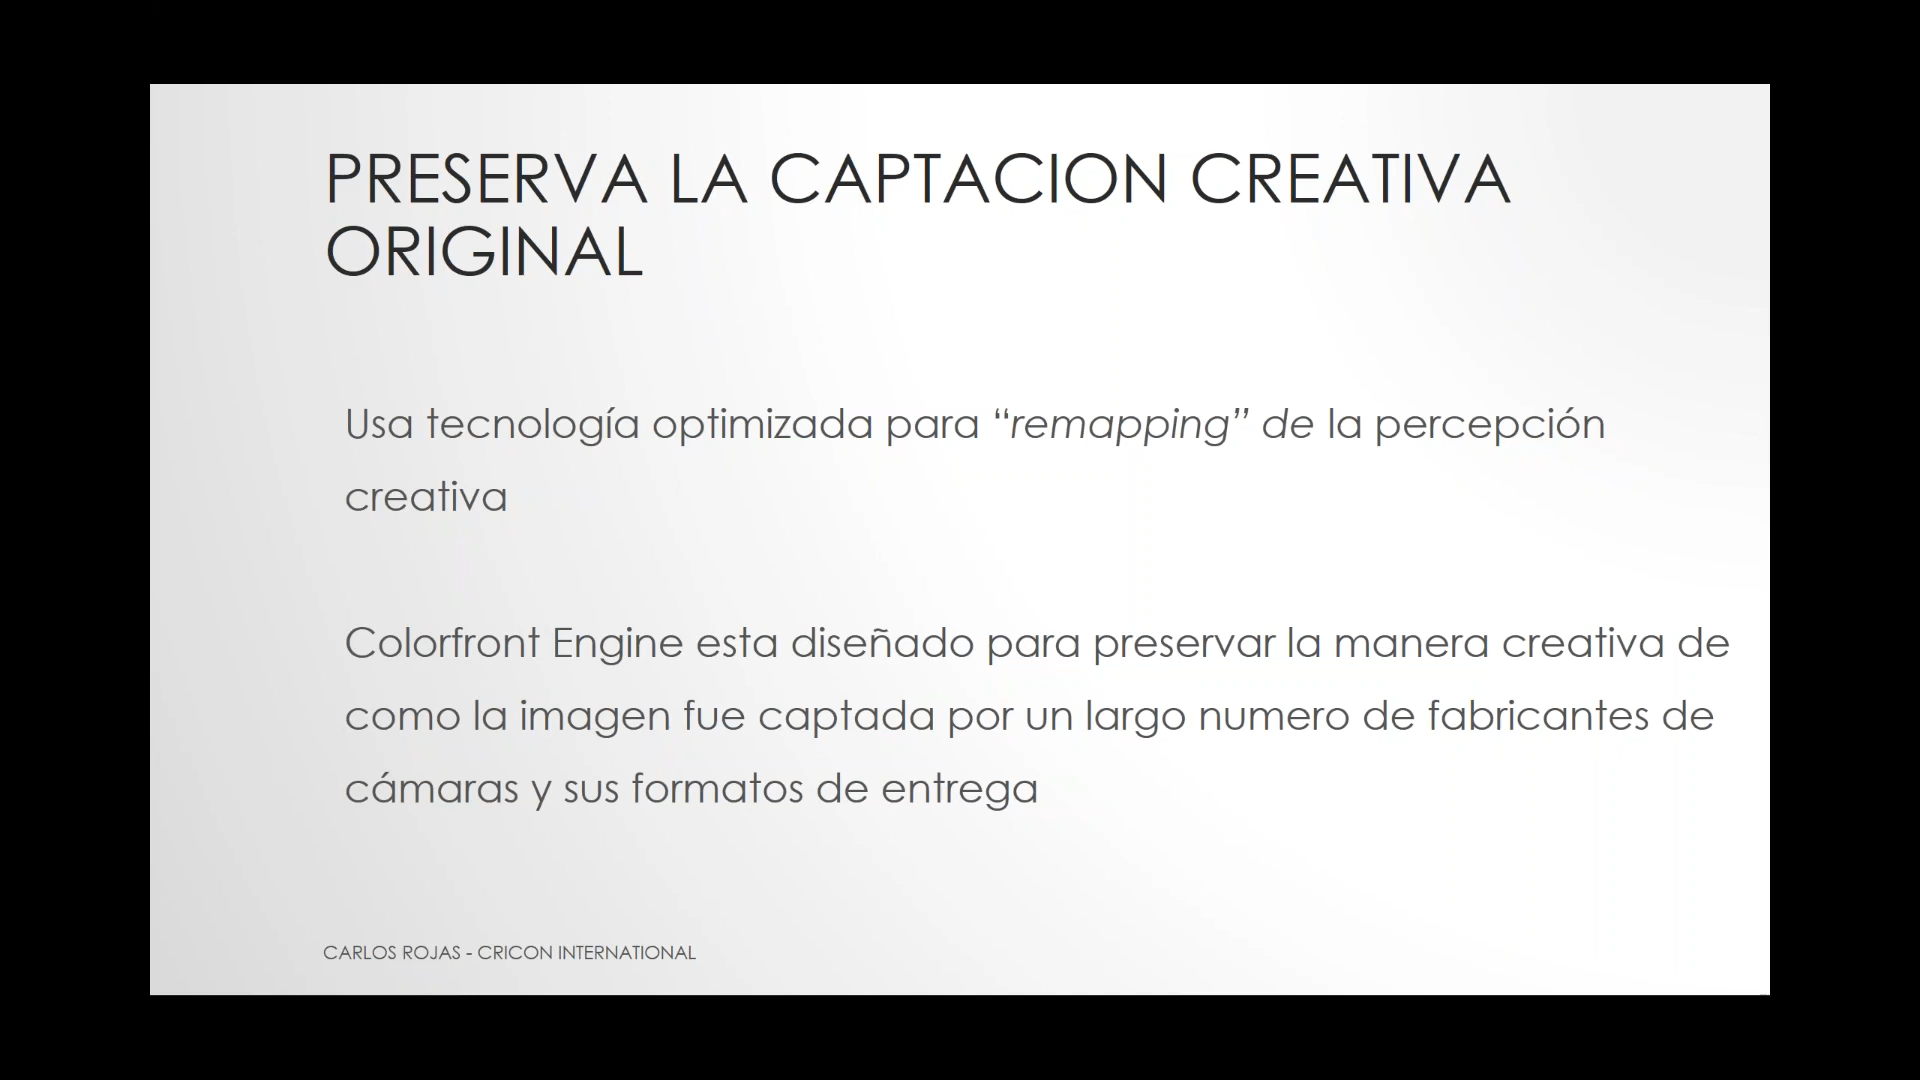 PRESERVA LA CAPTACION CREATIVA
ORIGINAL
Usa tecnología optimizada para “remapping” de la percepción
creativa
Colorfront Engine esta diseñado para preservar la manera creativa de
como la imagen fue captada por un largo numero de fabricantes de
cámaras y sus formatos de entrega
CARLOS ROJAS - CRICON INTERNATIONAL